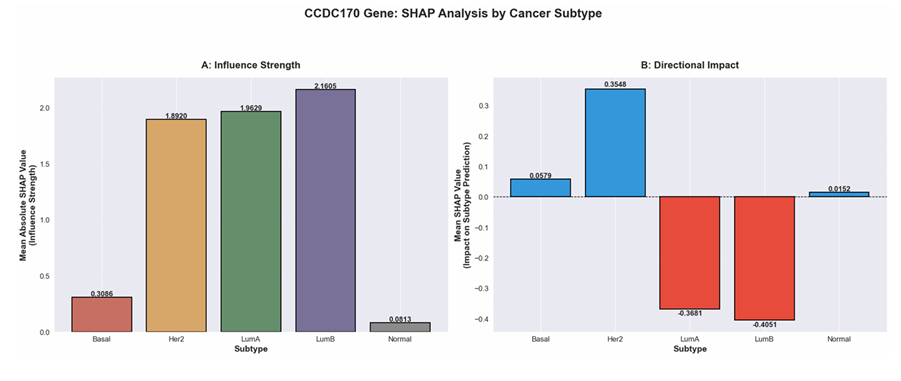 CCDC170 Gene: SHAP Analysis by Cancer Subtype
A: Influence Strength
Mean Absolute SHAP Value
(Influence Strength)
2.0
1.5
1.0
0.5
0.0
0.3086
1.8920
1.9629
2.1605
0.0813
Basal
Her2
LumA
LumB
Normal
Subtype
B: Directional Impact
Mean SHAP Value
(Impact on Subtype Prediction)
0.3
0.2
0.1
0.0
−0.1
−0.2
−0.3
−0.4
0.0579
0.3548
-0.3681
-0.4051
0.0152
Basal
Her2
LumA
LumB
Normal
Subtype